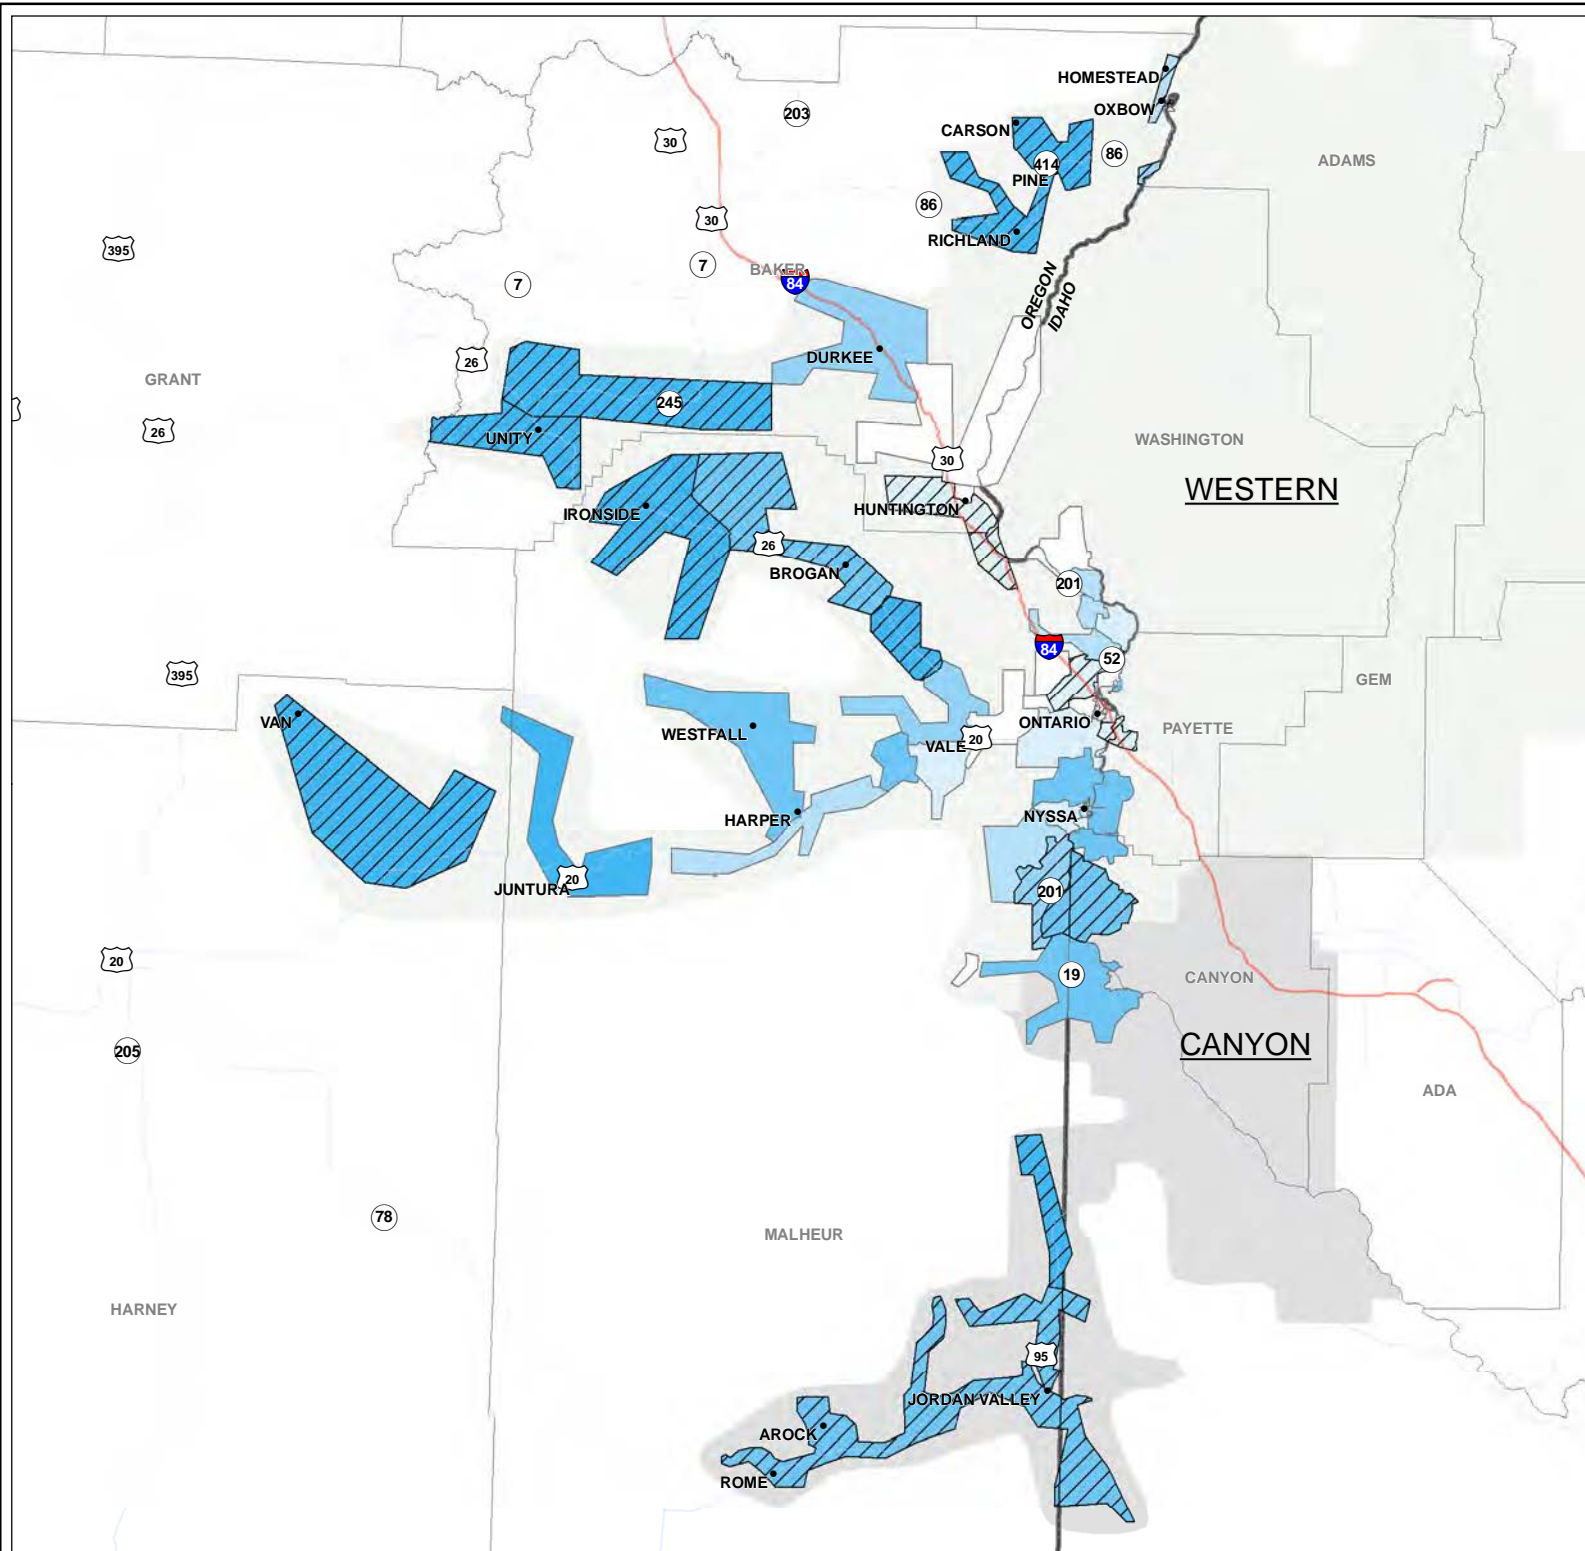 HOMESTEAD
OXBOW
203
30
CARSON
86
414
PINE
ADAMS
86
30
RICHLAND
395
7
7
BAKER
84
OREGON
IDAHO
DURKEE
26
GRANT
245
26
UNITY
WASHINGTON
30
WESTERN
HUNTINGTON
IRONSIDE
26
BROGAN
201
84
52
395
GEM
VAN
ONTARIO
PAYETTE
WESTFALL
VALE
20
HARPER
NYSSA
JUNTURA
20
201
20
19
CANYON
205
CANYON
ADA
78
MALHEUR
HARNEY
95
JORDAN VALLEY
AROCK
ROME